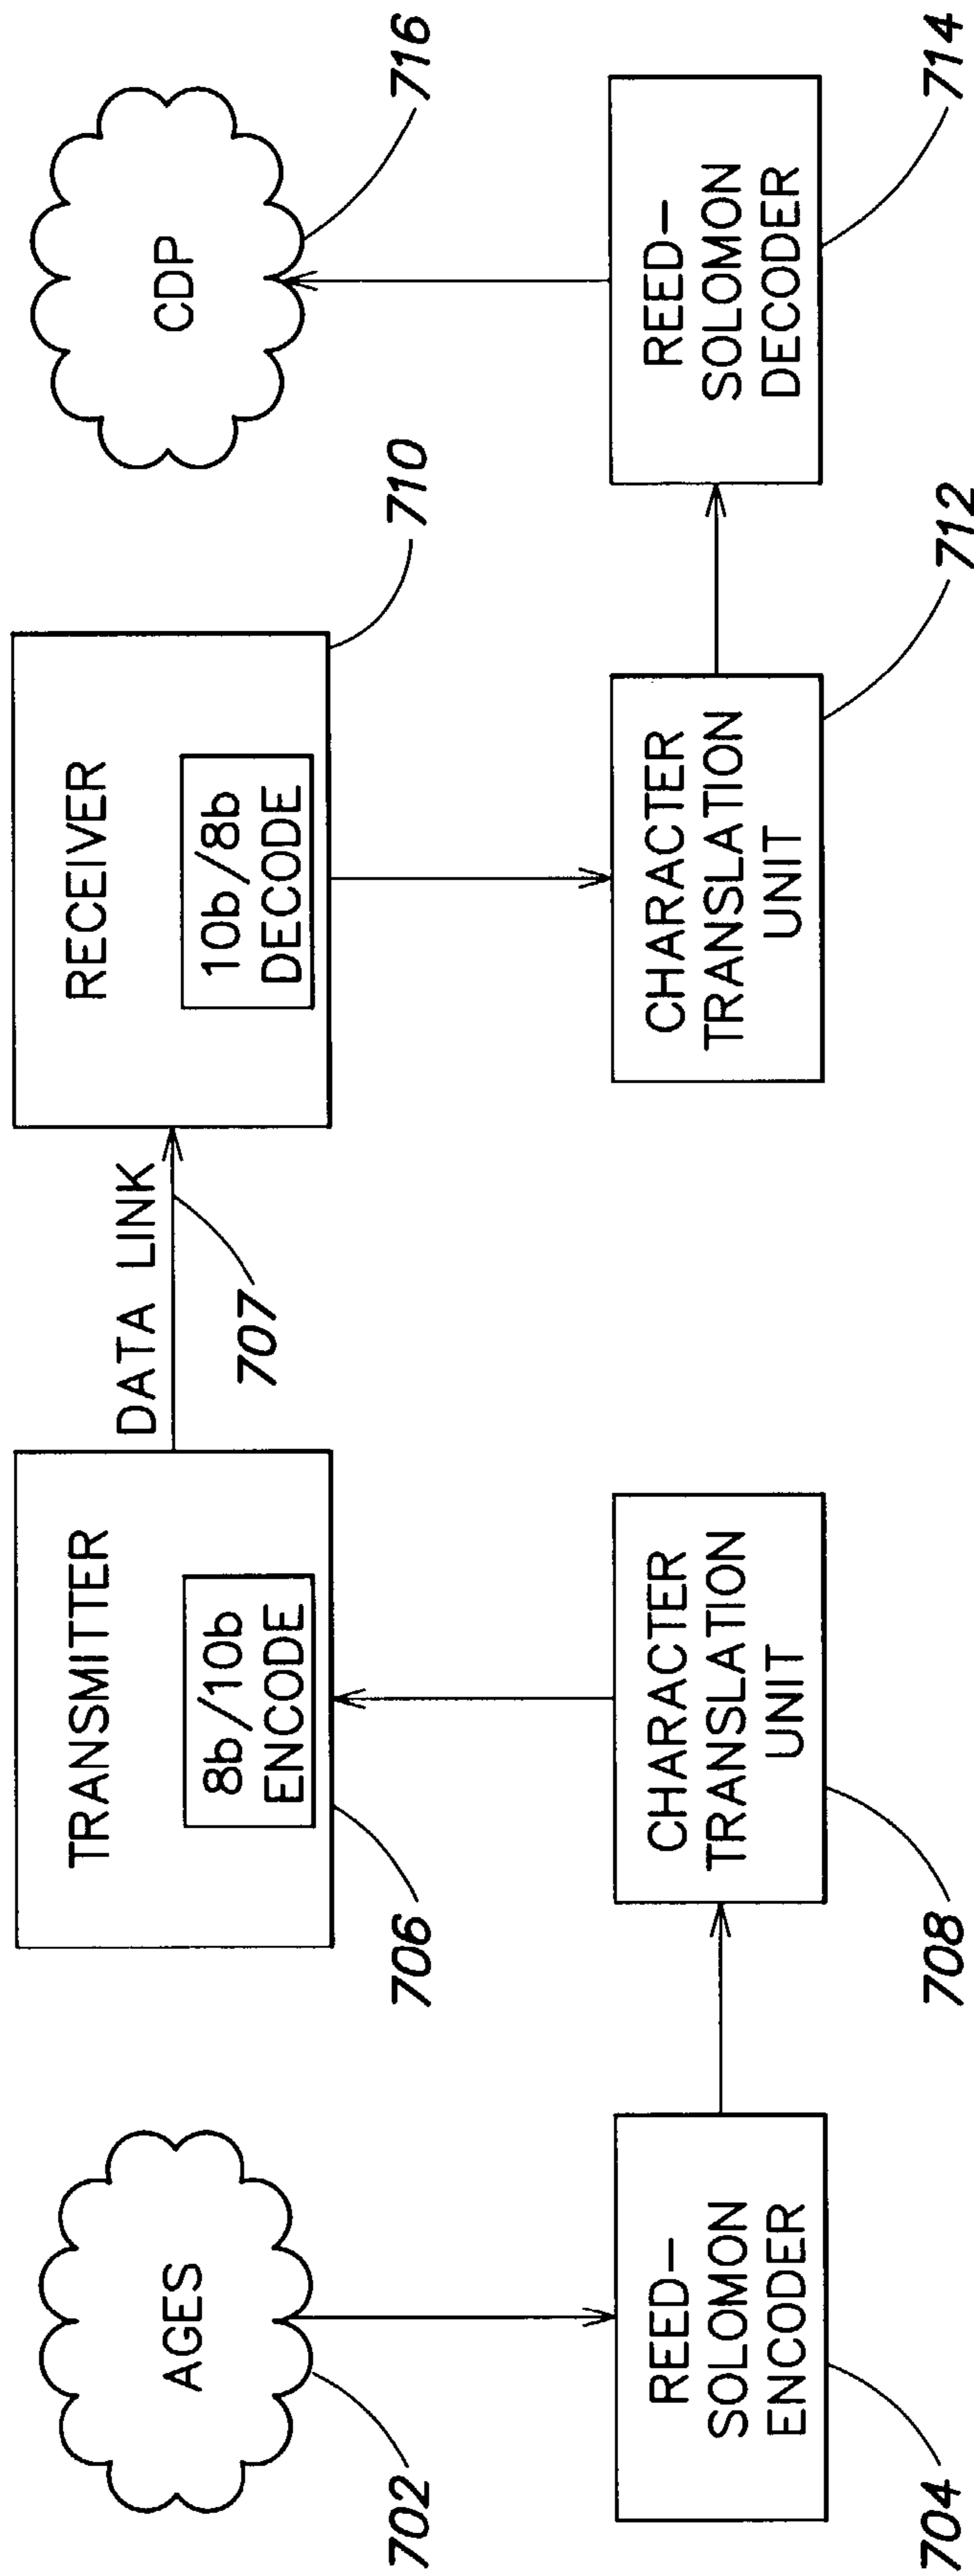 AGES
702
REED-
SOLOMON
ENCODER
704
TRANSMITTER
8b/10b
ENCODE
706
CHARACTER
TRANSLATION
UNIT
708
DATA LINK
707
RECEIVER
10b/8b
DECODE
710
CHARACTER
TRANSLATION
UNIT
712
CDP
716
REED-
SOLOMON
DECODER
714